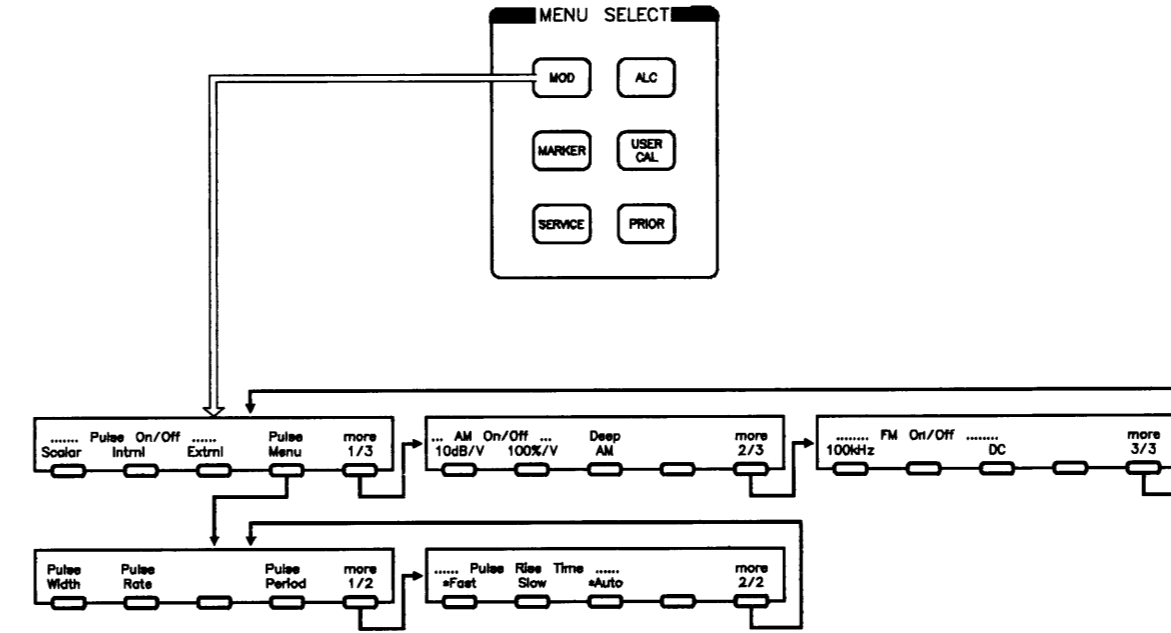 MENU SELECT
MOD ALC
MARKER USER CAL
SERVICE PRIOR
....... Pulse On/Off ...... Pulse more
Scalar Intrnl Extrnl Menu 1/3
... AM On/Off ... Deep more
10dB/V 100%/V AM 2/3
........ FM On/Off ........ more
100kHz DC 3/3
Pulse Pulse Pulse more
Width Rate Period 1/2
...... Pulse Rise Time ...... more
*Fast Slow *Auto 2/2